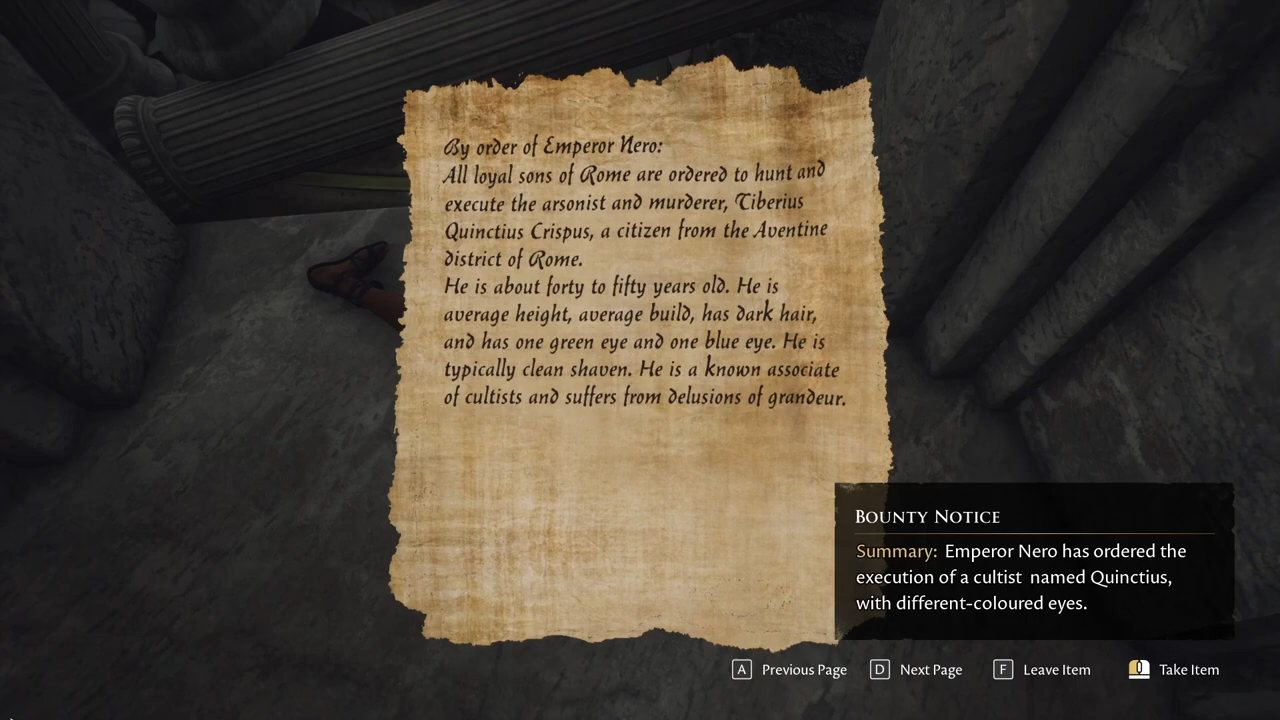 By order of Emperor Nero:
All loyal sons of Rome are ordered to hunt and
execute the arsonist and murderer, Tiberius
Quinctius Crispus, a citizen from the Aventine
district of Rome.
He is about forty to fifty years old. He is
average height, average build, has dark hair,
and has one green eye and one blue eye. He is
typically clean shaven. He is a known associate
of cultists and suffers from delusions of grandeur.
Bounty Notice
Summary: Emperor Nero has ordered the
execution of a cultist named Quinctius,
with different-coloured eyes.
A Previous Page D Next Page F Leave Item Take Item